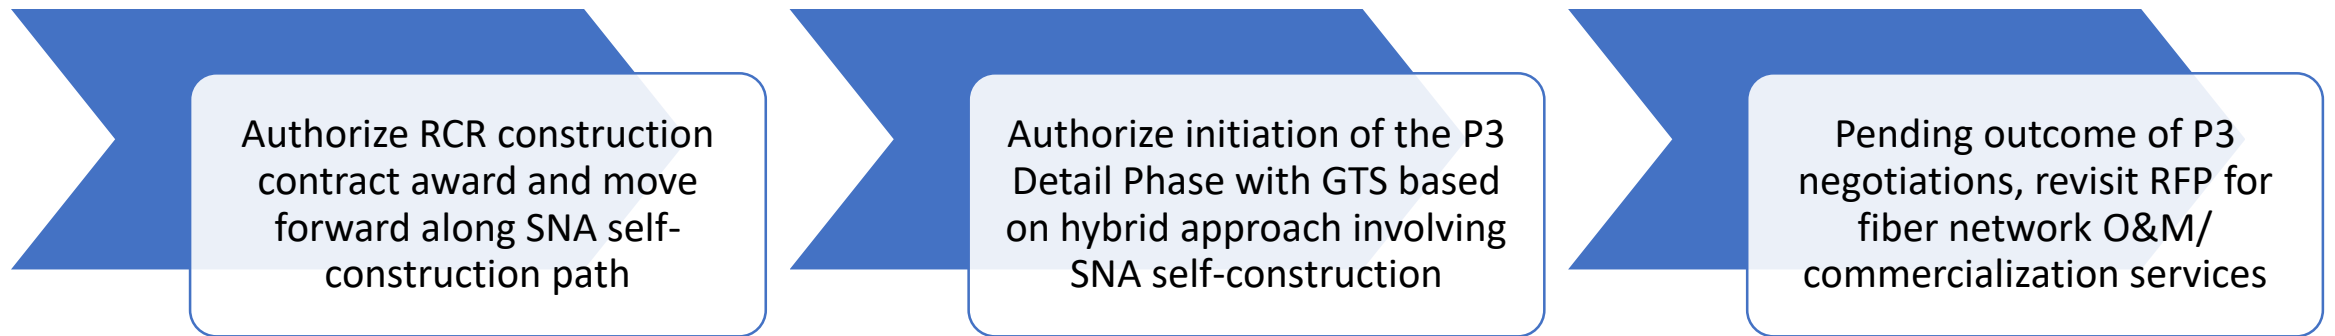 Authorize RCR construction
contract award and move
forward along SNA self-
construction path
Authorize initiation of the P3
Detail Phase with GTS based
on hybrid approach involving
SNA self-construction
Pending outcome of P3
negotiations, revisit RFP for
fiber network O&M/
commercialization services